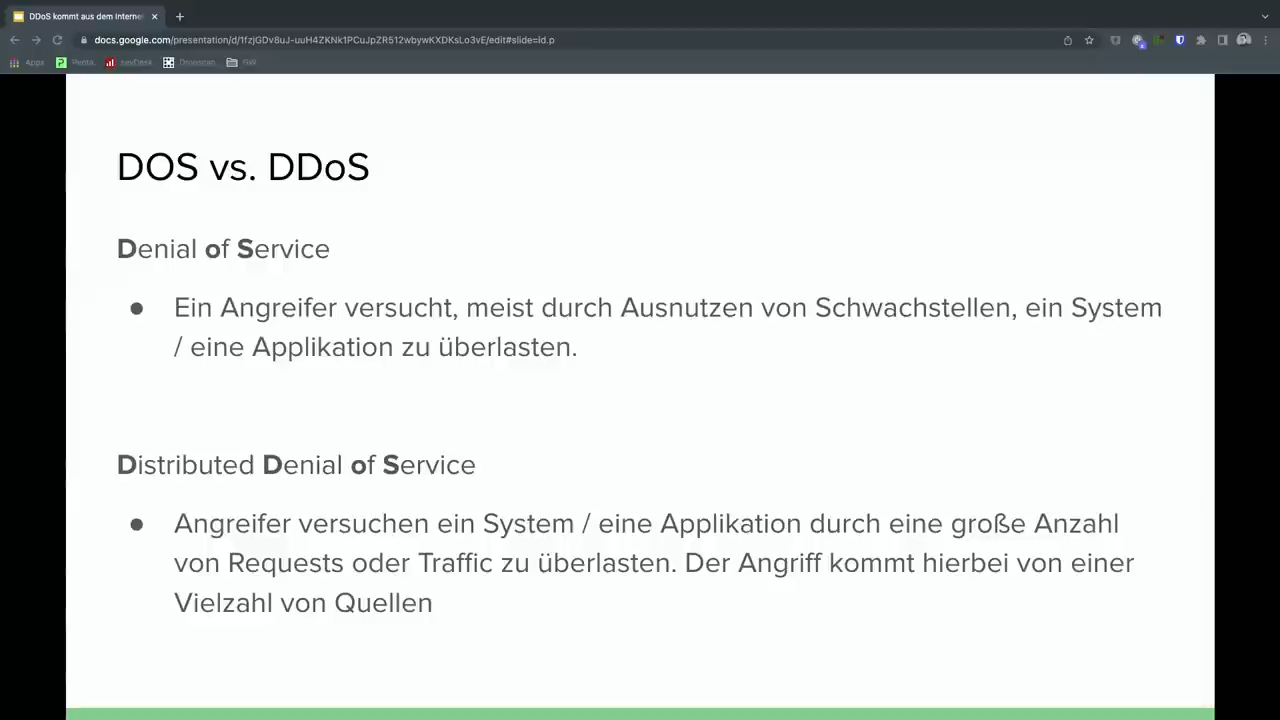 DDoS kommt aus dem Interne
docs.google.com/presentation/d/1fzjGDv8uJ-uuH4ZKNk1PCuJpZR512wbywKXDKsLo3vE/edit#slide=id.p
Apps
DOS vs. DDoS
Denial of Service
● Ein Angreifer versucht, meist durch Ausnutzen von Schwachstellen, ein System
/ eine Applikation zu überlasten.
Distributed Denial of Service
● Angreifer versuchen ein System / eine Applikation durch eine große Anzahl
von Requests oder Traffic zu überlasten. Der Angriff kommt hierbei von einer
Vielzahl von Quellen